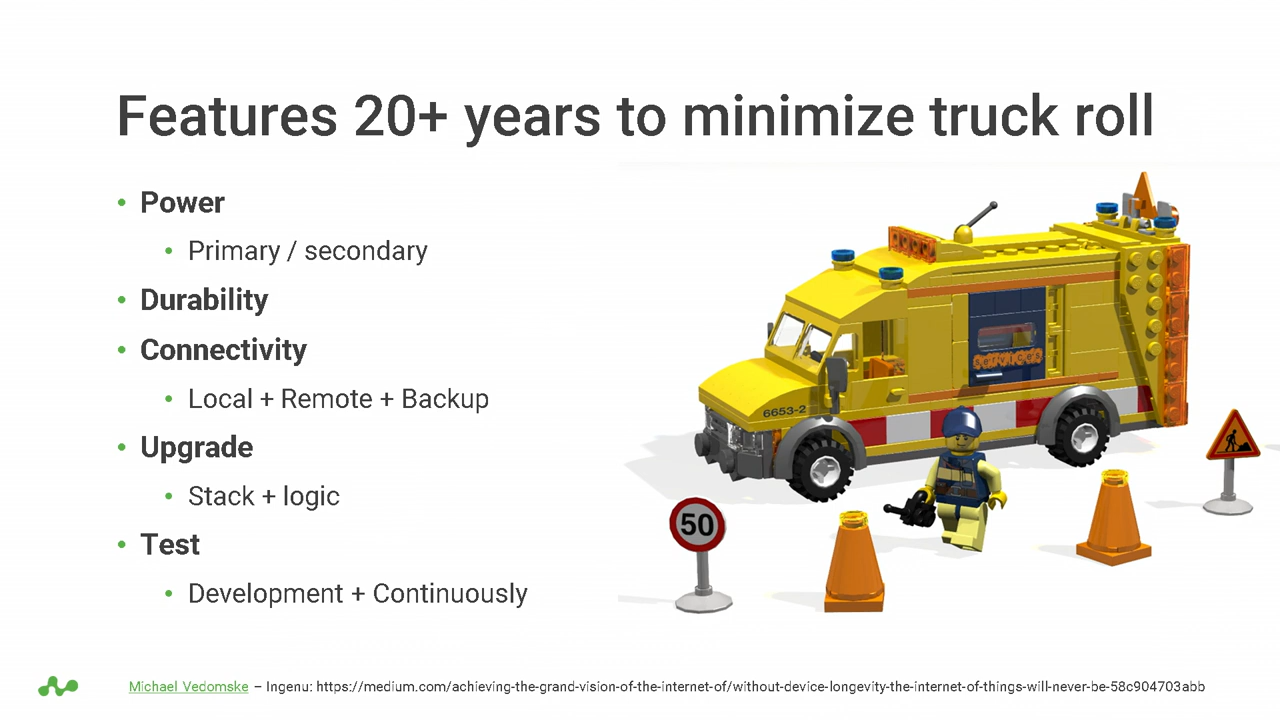 Features 20+ years to minimize truck roll
• Power
• Primary / secondary
• Durability
• Connectivity
• Local + Remote + Backup
• Upgrade
• Stack + logic
• Test
• Development + Continuously
6653-2
50
Michael Vedomske – Ingenu: https://medium.com/achieving-the-grand-vision-of-the-internet-of/without-device-longevity-the-internet-of-things-will-never-be-58c904703abb